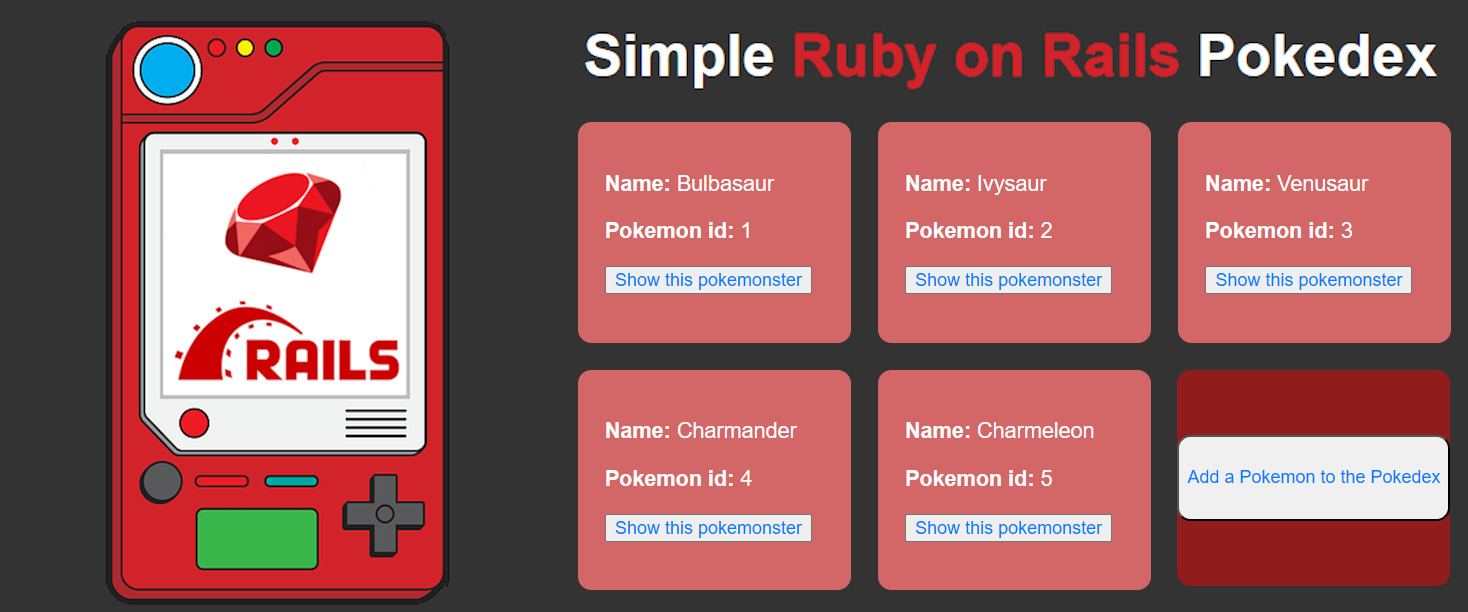 Simple Ruby on Rails Pokedex
RAILS
Name: Bulbasaur
Pokemon id: 1
Show this pokemonster
Name: Ivysaur
Pokemon id: 2
Show this pokemonster
Name: Venusaur
Pokemon id: 3
Show this pokemonster
Name: Charmander
Pokemon id: 4
Show this pokemonster
Name: Charmeleon
Pokemon id: 5
Show this pokemonster
Add a Pokemon to the Pokedex